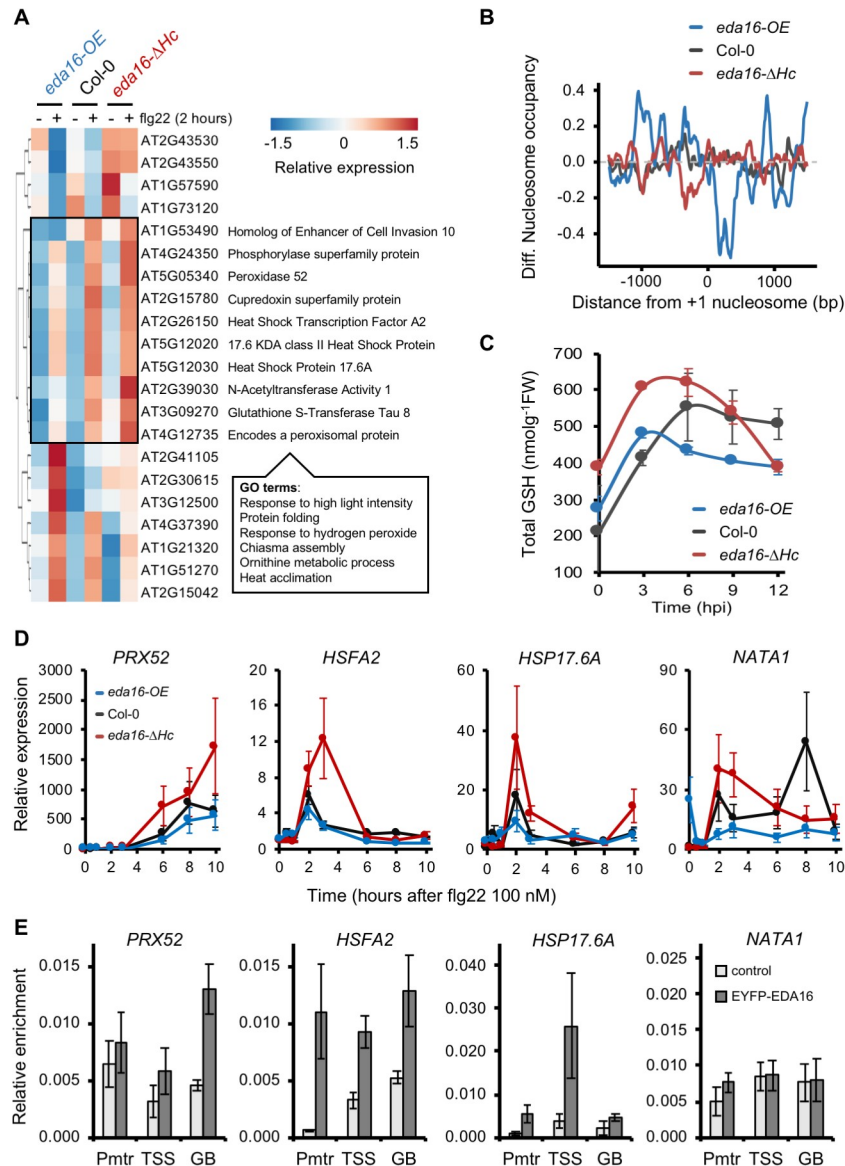 A
eda16-OE
Col-0
eda16-ΔHc
- + - + - + flg22 (2 hours)
-1.5 0 1.5
Relative expression
AT2G43530
AT2G43550
AT1G57590
AT1G73120
AT1G53490 Homolog of Enhancer of Cell Invasion 10
AT4G24350 Phosphorylase superfamily protein
AT5G05340 Peroxidase 52
AT2G15780 Cupredoxin superfamily protein
AT2G26150 Heat Shock Transcription Factor A2
AT5G12020 17.6 KDA class II Heat Shock Protein
AT5G12030 Heat Shock Protein 17.6A
AT2G39030 N-Acetyltransferase Activity 1
AT3G09270 Glutathione S-Transferase Tau 8
AT4G12735 Encodes a peroxisomal protein
AT2G41105
AT2G30615
AT3G12500
AT4G37390
AT1G21320
AT1G51270
AT2G15042
GO terms:
Response to high light intensity
Protein folding
Response to hydrogen peroxide
Chiasma assembly
Ornithine metabolic process
Heat acclimation
B
eda16-OE
Col-0
eda16-ΔHc
Diff. Nucleosome occupancy
0.4
0.2
0.0
-0.2
-0.4
-1000 0 1000
Distance from +1 nucleosome (bp)
C
Total GSH (nmolg-1FW)
700
600
500
400
300
200
100
eda16-OE
Col-0
eda16-ΔHc
0 3 6 9 12
Time (hpi)
D
PRX52 HSFA2 HSP17.6A NATA1
Relative expression
3000
2500
2000
1500
1000
500
0
eda16-OE
Col-0
eda16-ΔHc
0 2 4 6 8 10
20
16
12
8
4
0
0 2 4 6 8 10
60
40
20
0
0 2 4 6 8 10
90
60
30
0
0 2 4 6 8 10
Time (hours after flg22 100 nM)
E
PRX52 HSFA2 HSP17.6A NATA1
Relative enrichment
0.015
0.010
0.005
0.000
Pmtr TSS GB
0.015
0.010
0.005
0.000
Pmtr TSS GB
0.040
0.030
0.020
0.010
0.000
Pmtr TSS GB
0.025
0.020
0.015
0.010
0.005
0.000
control
EYFP-EDA16
Pmtr TSS GB